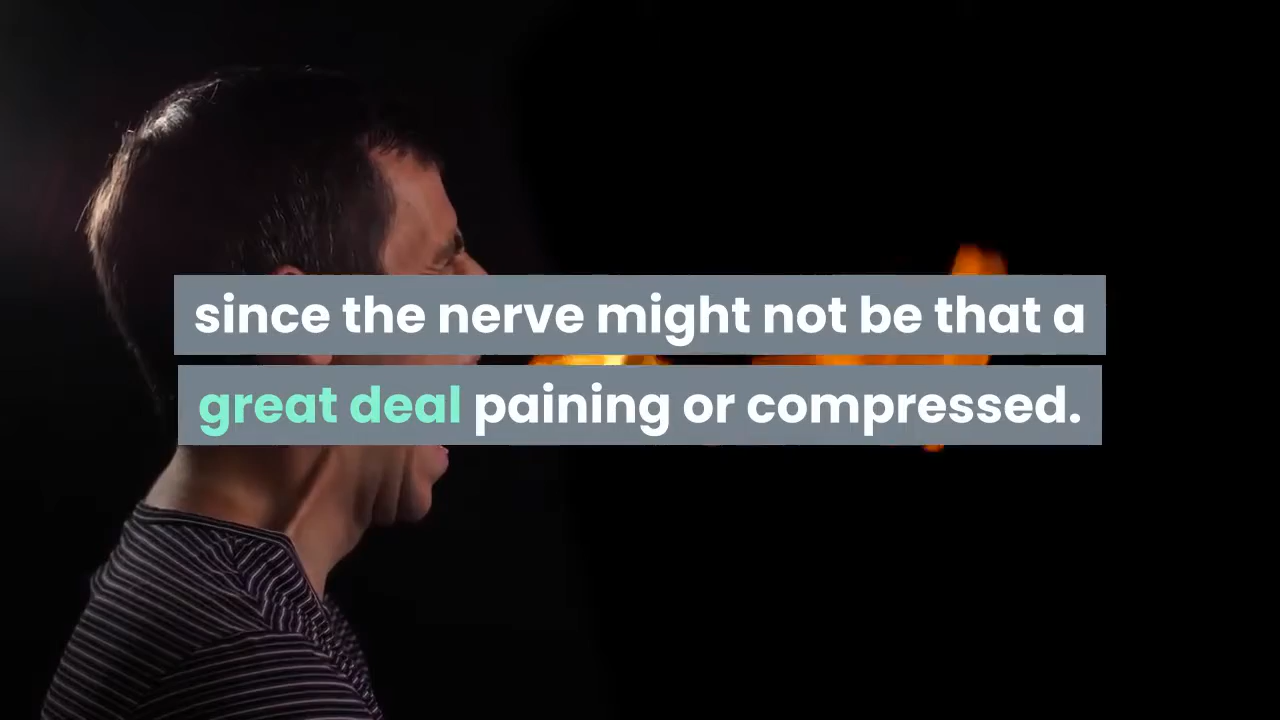 since the nerve might not be that a
great deal paining or compressed.